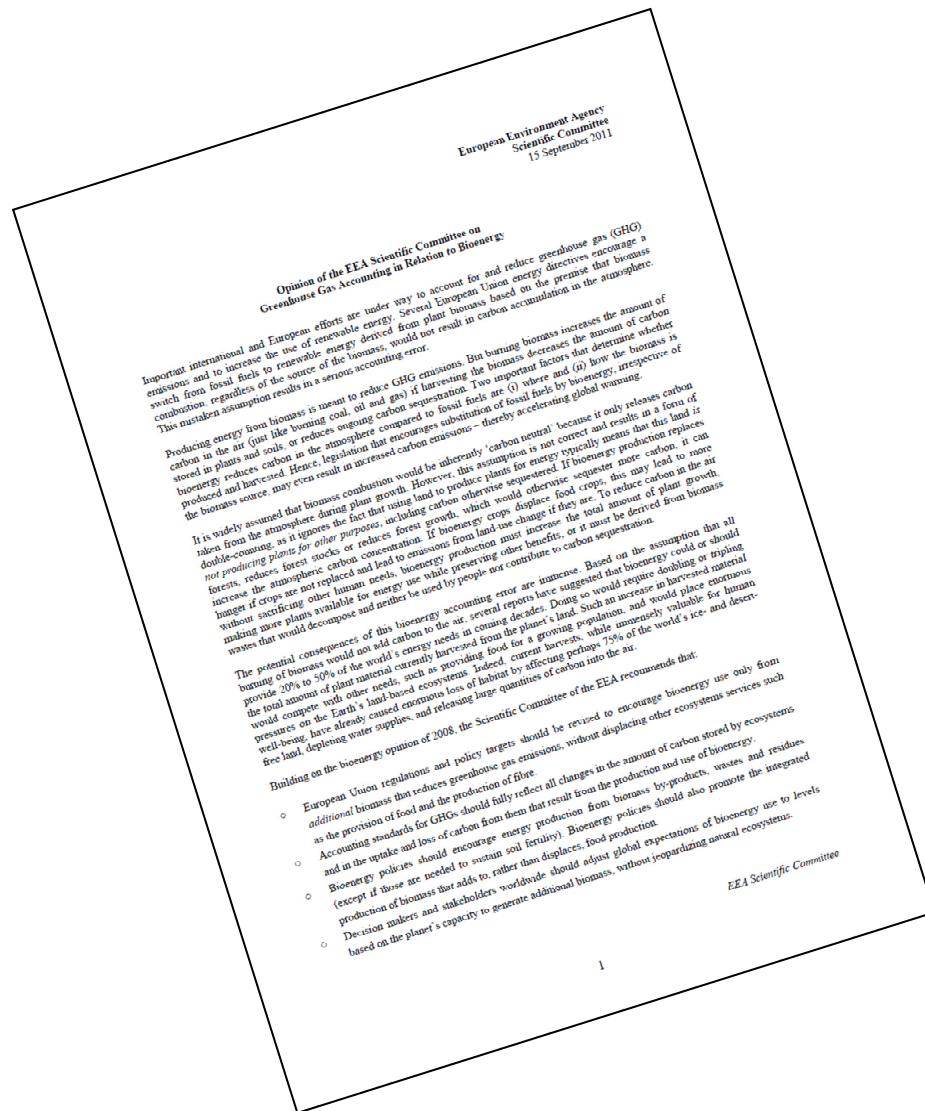 European Environment Agency
Scientific Committee
15 September 2011
Opinion of the EEA Scientific Committee on
Greenhouse Gas Accounting in Relation to Bioenergy
Important international and European efforts are under way to account for and reduce greenhouse gas (GHG)
emissions and to increase the use of renewable energy. Several European Union energy directives encourage a
switch from fossil fuels to renewable energy derived from plant biomass based on the premise that biomass
combustion, regardless of the source of the biomass, would not result in carbon accumulation in the atmosphere.
This mistaken assumption results in a serious accounting error.
Producing energy from biomass is meant to reduce GHG emissions. But burning biomass increases the amount of
carbon in the air (just like burning coal, oil and gas) if harvesting the biomass decreases the amount of carbon
stored in plants and soils, or reduces ongoing carbon sequestration. Two important factors that determine whether
bioenergy reduces carbon in the atmosphere compared to fossil fuels are (i) where and (ii) how the biomass is
produced and harvested. Hence, legislation that encourages substitution of fossil fuels by bioenergy, irrespective of
the biomass source, may even result in increased carbon emissions – thereby accelerating global warming.
It is widely assumed that biomass combustion would be inherently ‘carbon neutral’ because it only releases carbon
taken from the atmosphere during plant growth. However, this assumption is not correct and results in a form of
double-counting, as it ignores the fact that using land to produce plants for energy typically means that this land is
not producing plants for other purposes, including carbon otherwise sequestered. If bioenergy production replaces
forests, reduces forest stocks or reduces forest growth, which would otherwise sequester more carbon, it can
increase the atmospheric carbon concentration. If bioenergy crops displace food crops, this may lead to more
hunger if crops are not replaced and lead to emissions from land-use change if they are. To reduce carbon in the air
without sacrificing other human needs, bioenergy production must increase the total amount of plant growth,
making more plants available for energy use while preserving other benefits, or it must be derived from biomass
wastes that would decompose and neither be used by people nor contribute to carbon sequestration.
The potential consequences of this bioenergy accounting error are immense. Based on the assumption that all
burning of biomass would not add carbon to the air, several reports have suggested that bioenergy could or should
provide 20% to 50% of the world’s energy needs in coming decades. Doing so would require doubling or tripling
the total amount of plant material currently harvested from the planet’s land. Such an increase in harvested material
would compete with other needs, such as providing food for a growing population, and would place enormous
pressures on the Earth’s land-based ecosystems. Indeed, current harvests, while immensely valuable for human
well-being, have already caused enormous loss of habitat by affecting perhaps 75% of the world’s ice- and desert-
free land, depleting water supplies, and releasing large quantities of carbon into the air.
Building on the bioenergy opinion of 2008, the Scientific Committee of the EEA recommends that:
○ European Union regulations and policy targets should be revised to encourage bioenergy use only from
additional biomass that reduces greenhouse gas emissions, without displacing other ecosystems services such
as the provision of food and the production of fibre.
○ Accounting standards for GHGs should fully reflect all changes in the amount of carbon stored by ecosystems
and in the uptake and loss of carbon from them that result from the production and use of bioenergy.
○ Bioenergy policies should encourage energy production from biomass by-products, wastes and residues
(except if those are needed to sustain soil fertility). Bioenergy policies should also promote the integrated
production of biomass that adds to, rather than displaces, food production.
○ Decision makers and stakeholders worldwide should adjust global expectations of bioenergy use to levels
based on the planet’s capacity to generate additional biomass, without jeopardizing natural ecosystems.
EEA Scientific Committee
1